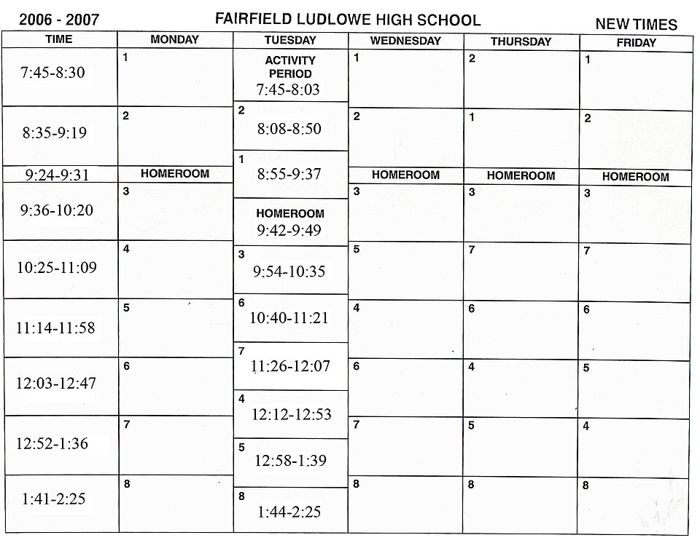 2006 - 2007 FAIRFIELD LUDLOWE HIGH SCHOOL NEW TIMES
TIME MONDAY TUESDAY WEDNESDAY THURSDAY FRIDAY
7:45-8:30 1 ACTIVITY PERIOD 7:45-8:03 1 2 1
8:35-9:19 2 2 8:08-8:50 2 1 2
1 8:55-9:37
9:24-9:31 HOMEROOM HOMEROOM HOMEROOM HOMEROOM
9:36-10:20 3 HOMEROOM 9:42-9:49 3 3 3
10:25-11:09 4 3 9:54-10:35 5 7 7
11:14-11:58 5 6 10:40-11:21 4 6 6
12:03-12:47 6 7 11:26-12:07 6 4 5
4 12:12-12:53
12:52-1:36 7 5 12:58-1:39 7 5 4
1:41-2:25 8 8 1:44-2:25 8 8 8